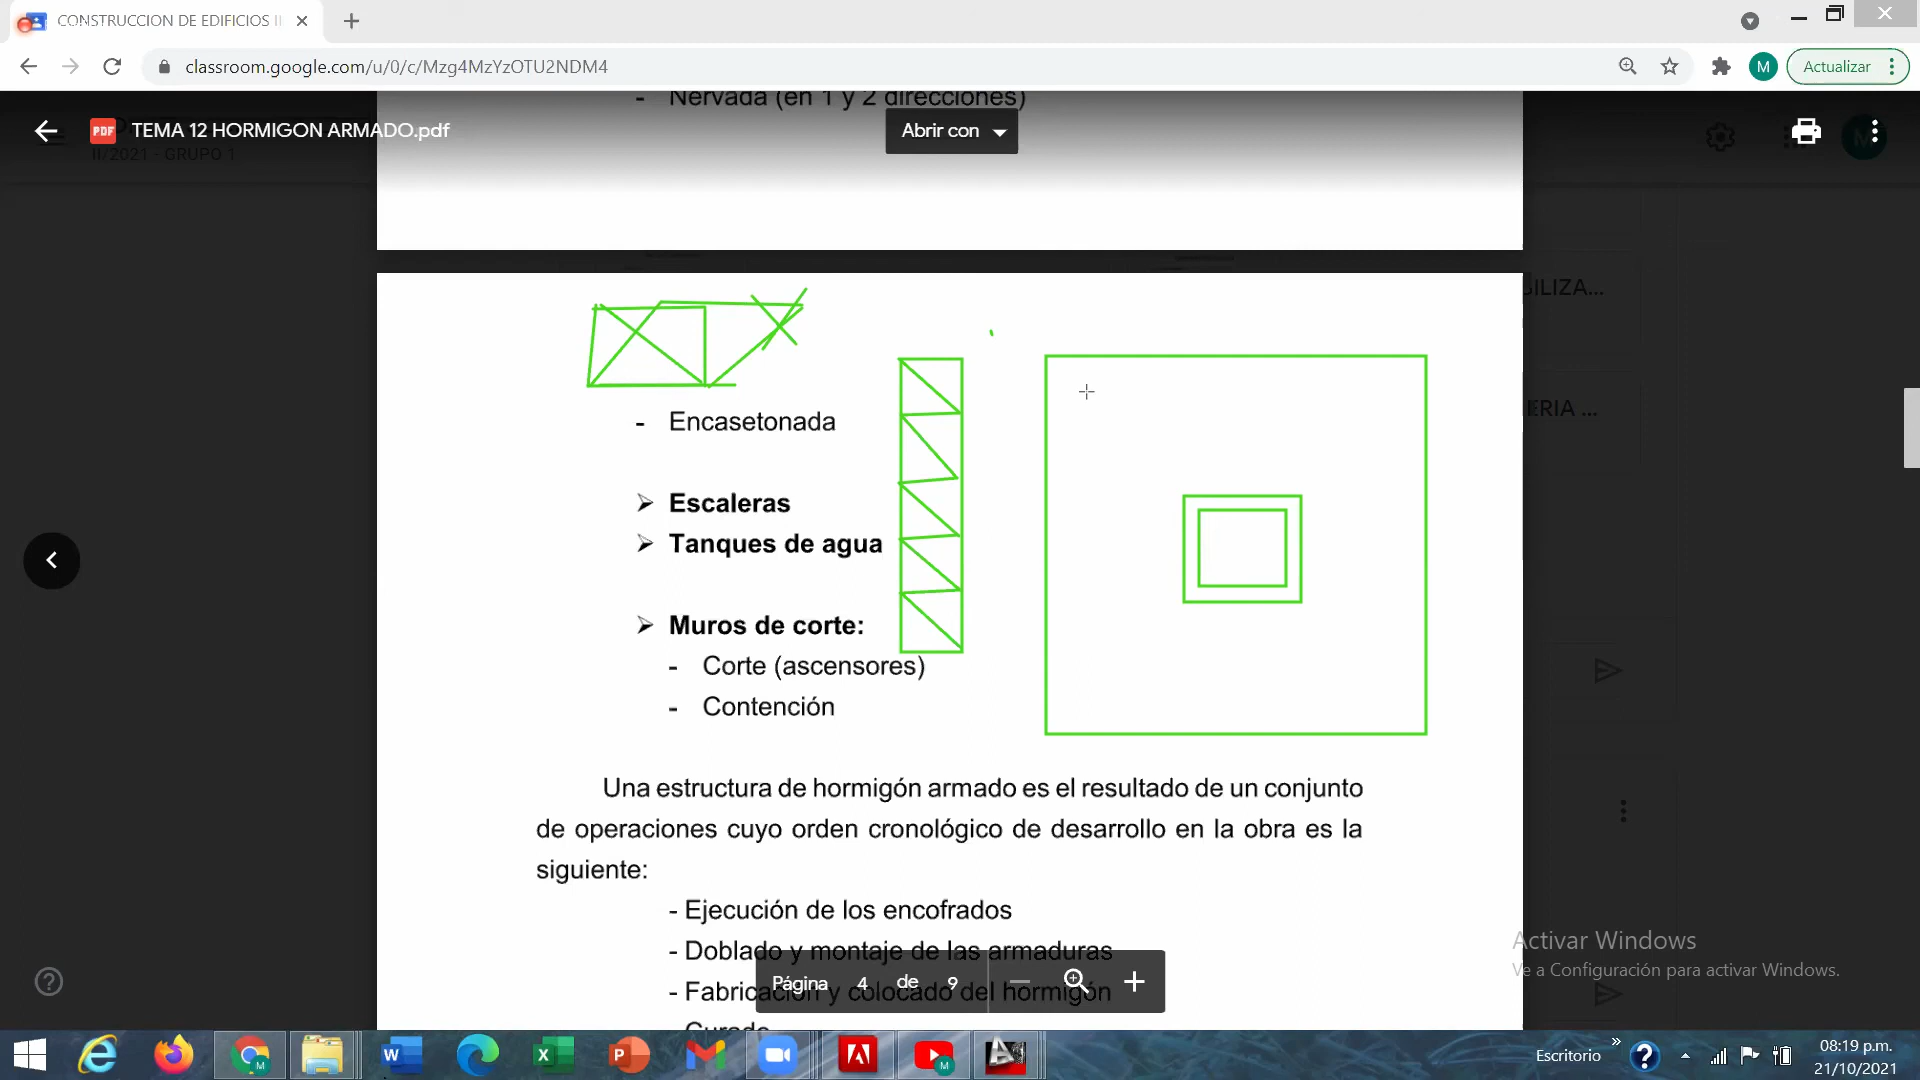 CONSTRUCCION DE EDIFICIOS II
classroom.google.com/u/0/c/Mzg4MzYzOTU2NDM4
M
Actualizar
- Nervada (en 1 y 2 direcciones)
PDF
TEMA 12 HORMIGON ARMADO.pdf
Abrir con
II/2021 - GRUPO 1
- Encasetonada
➢ Escaleras
➢ Tanques de agua
➢ Muros de corte:
- Corte (ascensores)
- Contención
Una estructura de hormigón armado es el resultado de un conjunto
de operaciones cuyo orden cronológico de desarrollo en la obra es la
siguiente:
- Ejecución de los encofrados
- Doblado y montaje de las armaduras
- Fabricación y colocado del hormigón
- Curado
Página 4 de 9
Activar Windows
Ve a Configuración para activar Windows.
Escritorio
08:19 p.m.
21/10/2021